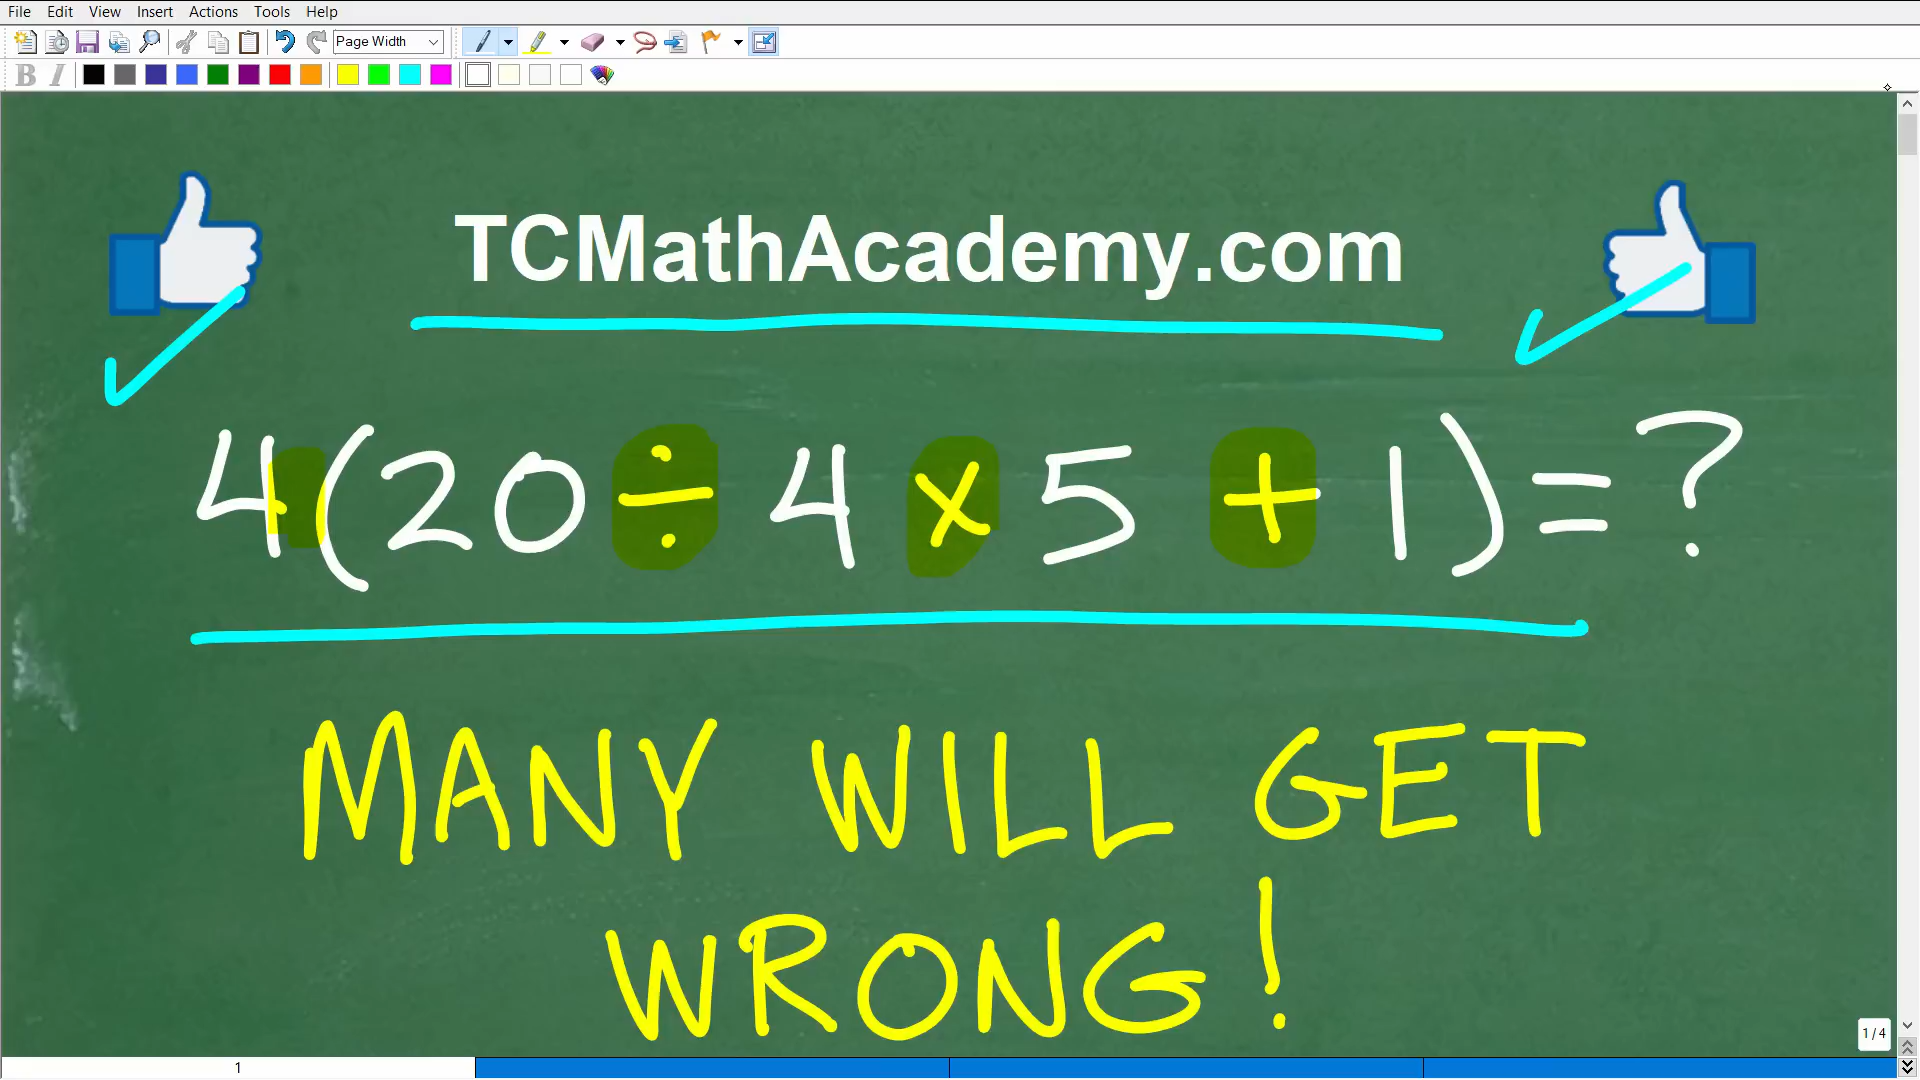 File Edit View Insert Actions Tools Help
Page Width
B I
TCMathAcademy.com
4(20 ÷ 4 × 5 + 1) = ?
MANY WILL GET
WRONG!
1 / 4
1